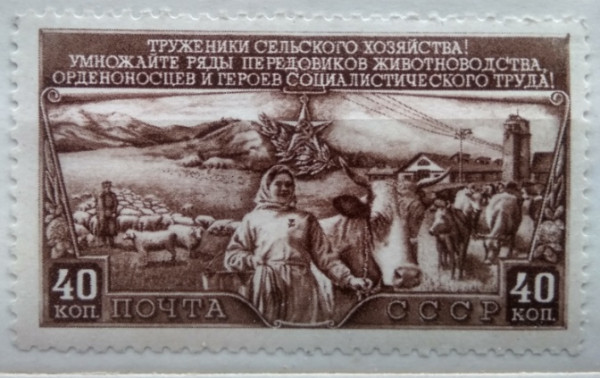 ТРУЖЕНИКИ СЕЛЬСКОГО ХОЗЯЙСТВА!
УМНОЖАЙТЕ РЯДЫ ПЕРЕДОВИКОВ ЖИВОТНОВОДСТВА,
ОРДЕНОНОСЦЕВ И ГЕРОЕВ СОЦИАЛИСТИЧЕСКОГО ТРУДА!
40 КОП. ПОЧТА СССР 40 КОП.